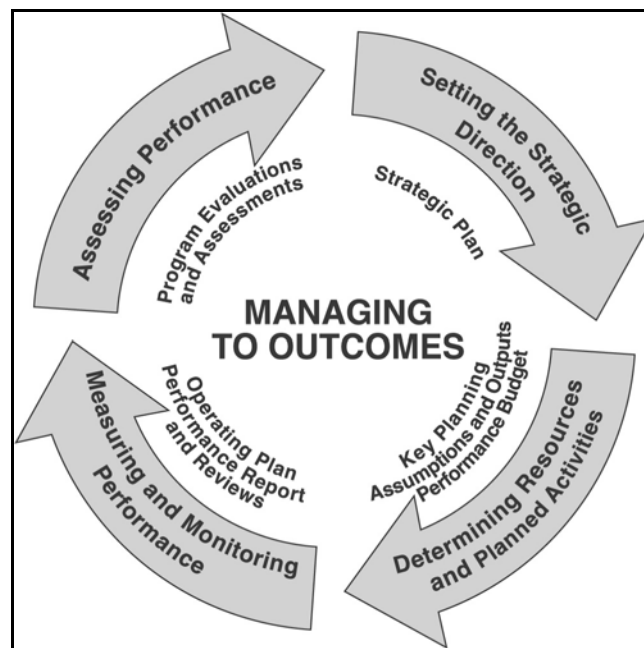 Assessing Performance
Setting the Strategic
Direction
Program Evaluations
and Assessments
Strategic Plan
MANAGING
TO OUTCOMES
Key Planning
Assumptions and Outputs
Performance Budget
Determining Resources
and Planned Activities
Operating Plan
Performance Report
and Reviews
Measuring and Monitoring
Performance